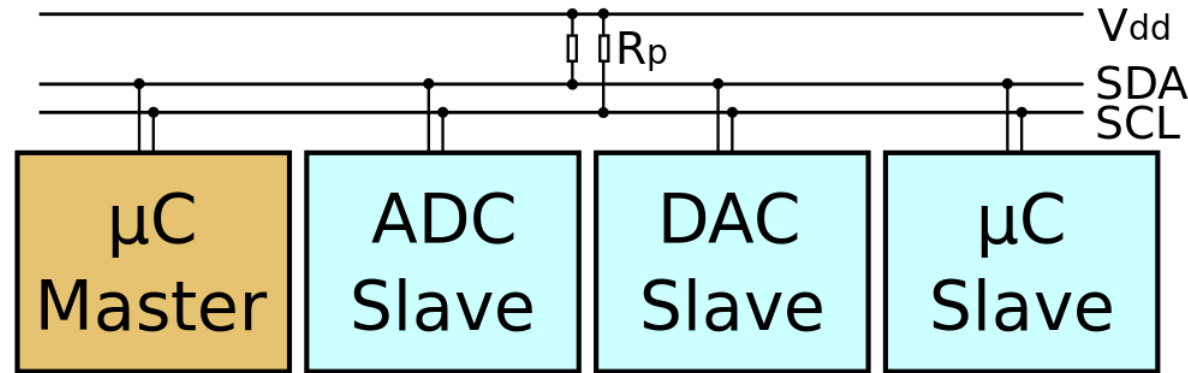 Vdd
Rp
SDA
SCL
µC
Master
ADC
Slave
DAC
Slave
µC
Slave